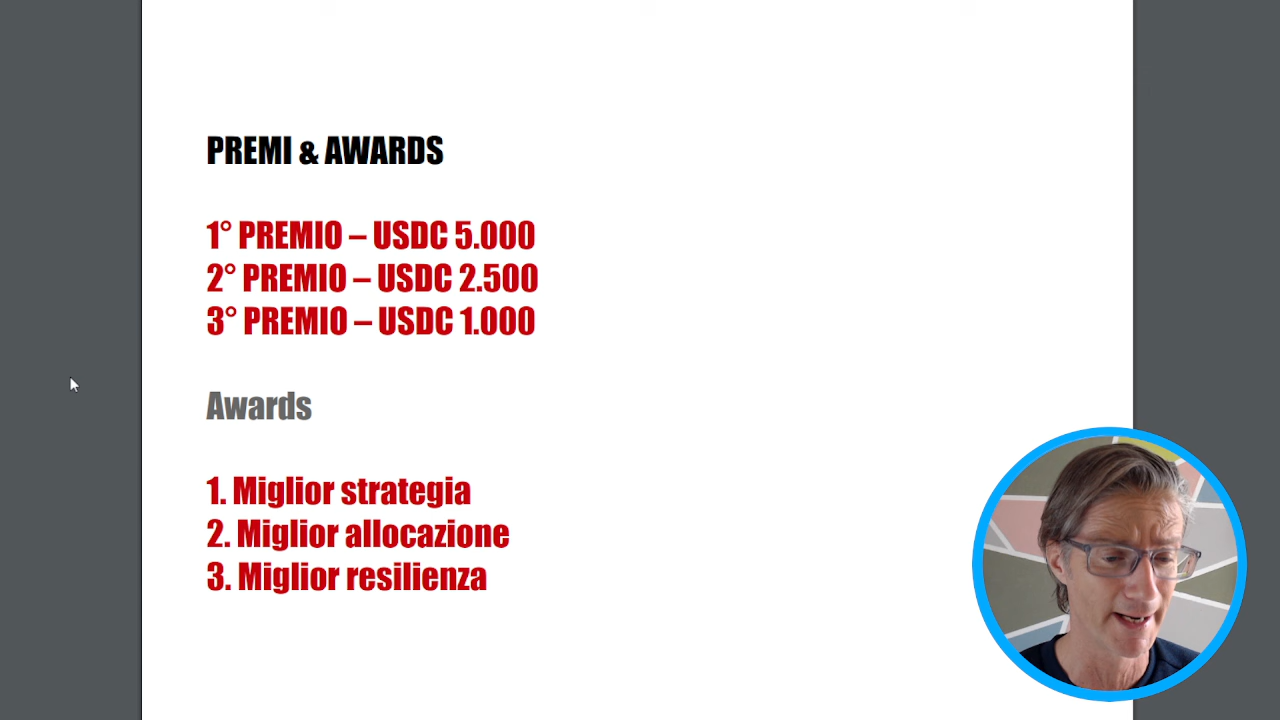 PREMI & AWARDS
1° PREMIO – USDC 5.000
2° PREMIO – USDC 2.500
3° PREMIO – USDC 1.000
Awards
1. Miglior strategia
2. Miglior allocazione
3. Miglior resilienza